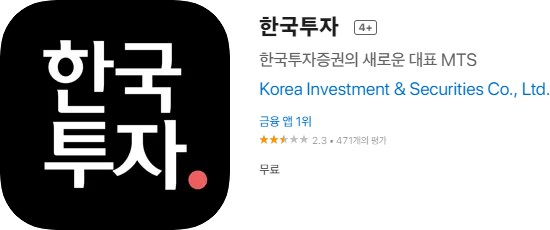 한국
투자.
한국투자 4+
한국투자증권의 새로운 대표 MTS
Korea Investment & Securities Co., Ltd.
금융 앱 1위
★★★★★ 2.3 • 471개의 평가
무료